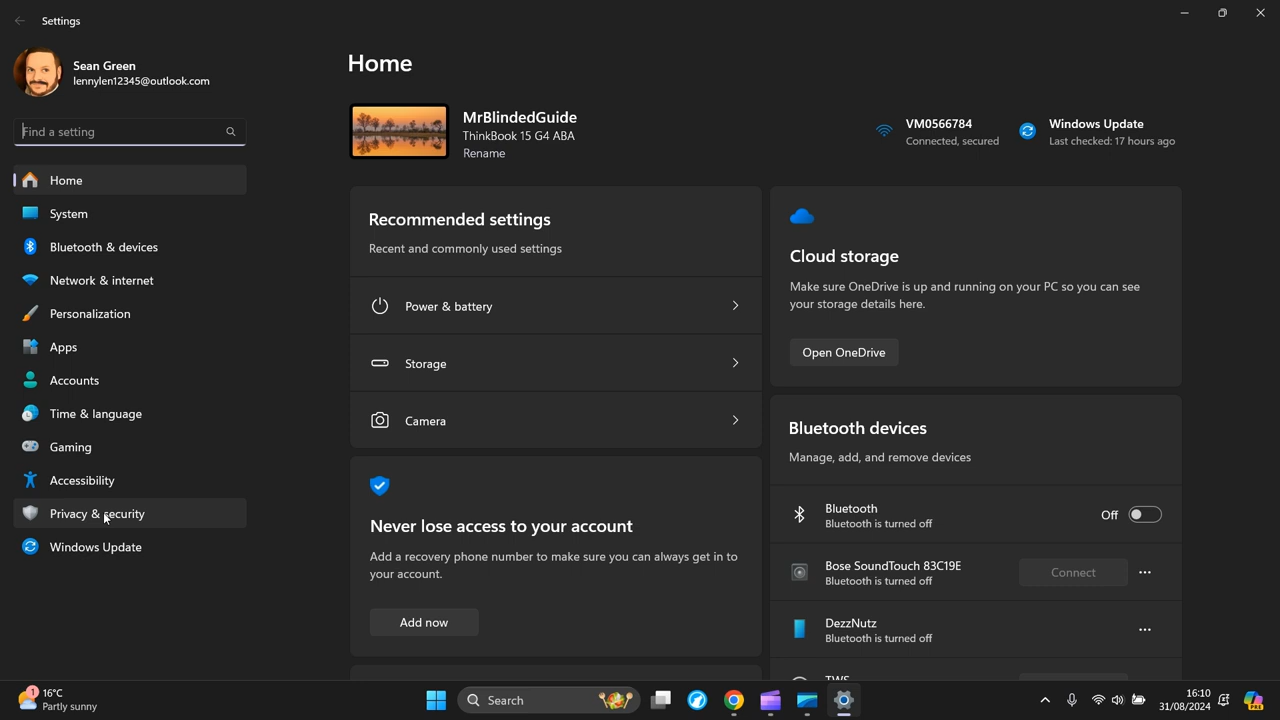 Settings
Sean Green
lennylen12345@outlook.com
Find a setting
Home
System
Bluetooth & devices
Network & internet
Personalization
Apps
Accounts
Time & language
Gaming
Accessibility
Privacy & security
Windows Update
Home
MrBlindedGuide
ThinkBook 15 G4 ABA
Rename
VM0566784
Connected, secured
Windows Update
Last checked: 17 hours ago
Recommended settings
Recent and commonly used settings
Power & battery
Storage
Camera
Never lose access to your account
Add a recovery phone number to make sure you can always get in to
your account.
Add now
Cloud storage
Make sure OneDrive is up and running on your PC so you can see
your storage details here.
Open OneDrive
Bluetooth devices
Manage, add, and remove devices
Bluetooth
Bluetooth is turned off
Off
Bose SoundTouch 83C19E
Bluetooth is turned off
Connect
DezzNutz
Bluetooth is turned off
TWS
1
16°C
Partly sunny
Search
16:10
31/08/2024
PRE